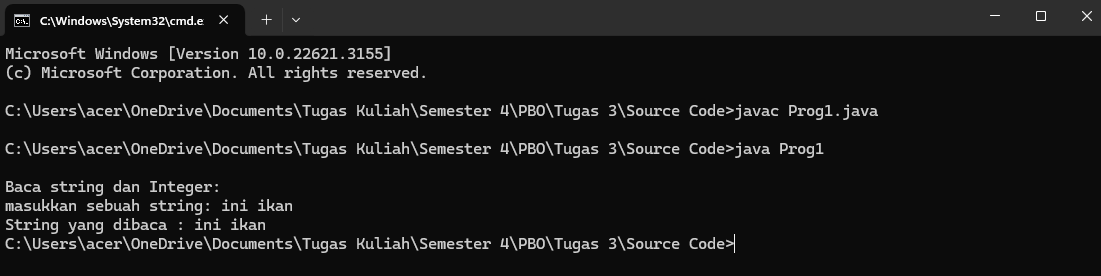 C:\Windows\System32\cmd.e:
Microsoft Windows [Version 10.0.22621.3155]
(c) Microsoft Corporation. All rights reserved.
C:\Users\acer\OneDrive\Documents\Tugas Kuliah\Semester 4\PBO\Tugas 3\Source Code>javac Prog1.java
C:\Users\acer\OneDrive\Documents\Tugas Kuliah\Semester 4\PBO\Tugas 3\Source Code>java Prog1
Baca string dan Integer:
masukkan sebuah string: ini ikan
String yang dibaca : ini ikan
C:\Users\acer\OneDrive\Documents\Tugas Kuliah\Semester 4\PBO\Tugas 3\Source Code>